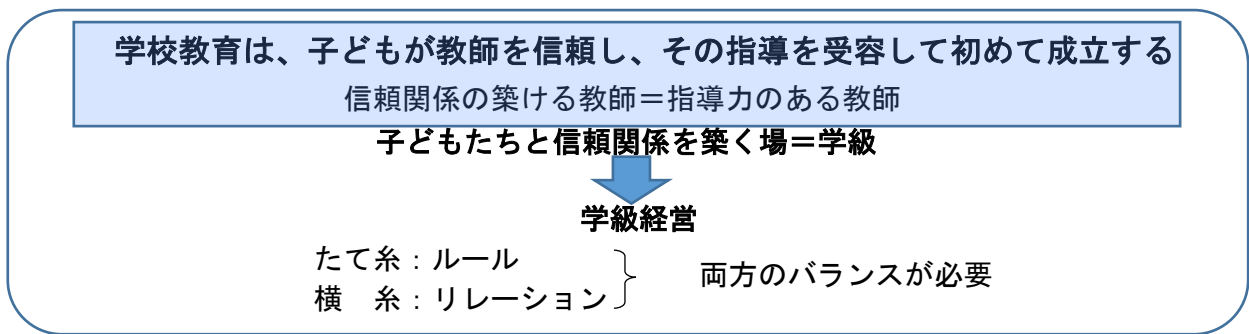 学校教育は、子どもが教師を信頼し、その指導を受容して初めて成立する
信頼関係の築ける教師＝指導力のある教師
子どもたちと信頼関係を築く場＝学級
学級経営
たて糸：ルール
横　糸：リレーション
両方のバランスが必要